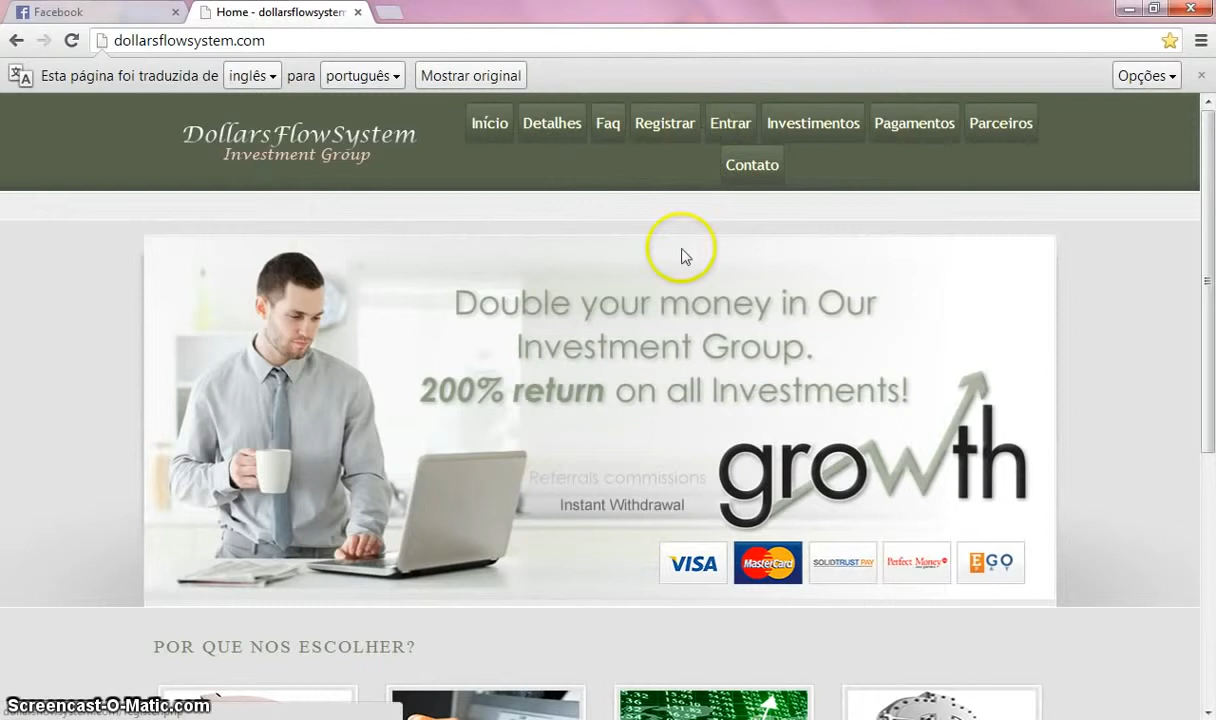 Facebook
Home - dollarsflowsystem
dollarsflowsystem.com
Esta página foi traduzida de inglês para português Mostrar original Opções
DollarsFlowSystem
Investment Group
Início Detalhes Faq Registrar Entrar Investimentos Pagamentos Parceiros
Contato
Double your money in Our
Investment Group.
200% return on all Investments!
growth
Referrals commissions
Instant Withdrawal
VISA MasterCard SOLIDTRUST PAY Perfect Money EGO
POR QUE NOS ESCOLHER?
Screencast-O-Matic.com